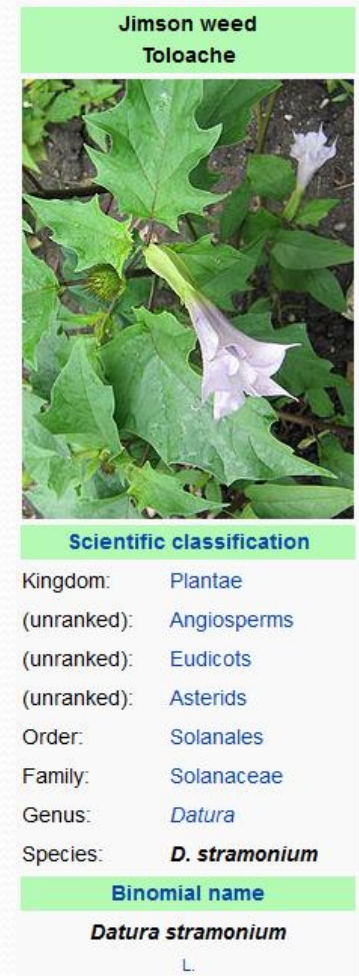 Jimson weed
Toloache
Scientific classification
Kingdom: Plantae
(unranked): Angiosperms
(unranked): Eudicots
(unranked): Asterids
Order: Solanales
Family: Solanaceae
Genus: Datura
Species: D. stramonium
Binomial name
Datura stramonium
L.